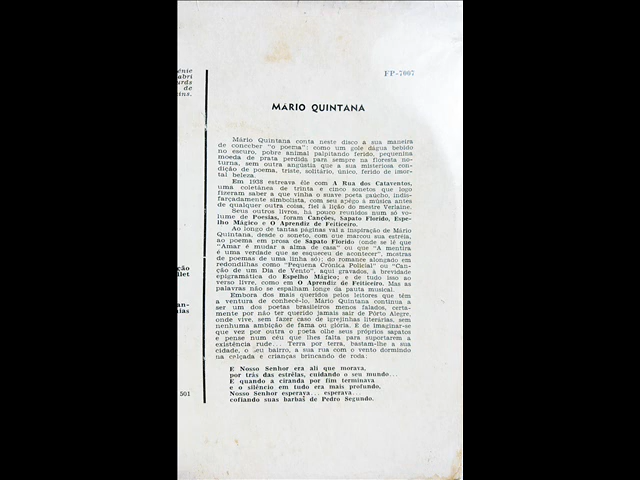 énie
abri
urds
de
ins.
FP-7007
MÁRIO QUINTANA
Mário Quintana conta neste disco a sua maneira
de conceber "o poema": como um gole dágua bebido
no escuro, pobre animal palpitando ferido, pequenina
moeda de prata perdida para sempre na floresta no-
turna, sem outra angústia que a sua misteriosa con-
dição de poema, triste, solitário, único, ferido de imor-
tal beleza.
Em 1938 estreava êle com A Rua dos Cataventos,
uma coletânea de trinta e cinco sonetos que logo
fizeram saber a que vinha o suave poeta gaúcho, indis-
farçadamente simbolista, com seu apêgo à música antes
de qualquer outra coisa, fiel à lição do mestre Verlaine.
Seus outros livros, há pouco reunidos num só vo-
lume de Poesias, foram Canções, Sapato Florido, Espe-
lho Mágico e O Aprendiz de Feiticeiro.
Ao longo de tantas páginas vai a inspiração de Mário
Quintana, desde o soneto, com que marcou sua estréia,
ao poema em prosa de Sapato Florido (onde se lê que
"Amar é mudar a alma de casa" ou que "A mentira
é uma verdade que se esqueceu de acontecer", mostras
de poemas de uma linha só); do romance alongado em
redondilhas como "Pequena Crônica Policial" ou "Can-
ção de um Dia de Vento", aqui gravados, à brevidade
epigramática do Espelho Mágico; e de tudo isso ao
verso livre, como em O Aprendiz de Feiticeiro. Mas as
palavras não se espalham longe da pauta musical.
Embora dos mais queridos pelos leitores que têm
a ventura de conhecê-lo, Mário Quintana continua a
ser um dos poetas brasileiros menos falados, certa-
mente por não ter querido jamais sair de Pôrto Alegre,
onde vive, sem fazer caso de igrejinhas literárias, sem
nenhuma ambição de fama ou glória. É de imaginar-se
que vez por outra o poeta olhe seus próprios sapatos
e pense num céu que lhes falta para suportarem a
existência rude... Terra por terra, bastam-lhe a sua
cidade, o seu bairro, a sua rua com o vento dormindo
na calçada e crianças brincando de roda:
E Nosso Senhor era ali que morava,
por trás das estrêlas, cuidando o seu mundo...
E quando a ciranda por fim terminava
e o silêncio em tudo era mais profundo,
Nosso Senhor esperava... esperava...
cofiando suas barbas de Pedro Segundo.
ção
llet
an-
uias
501